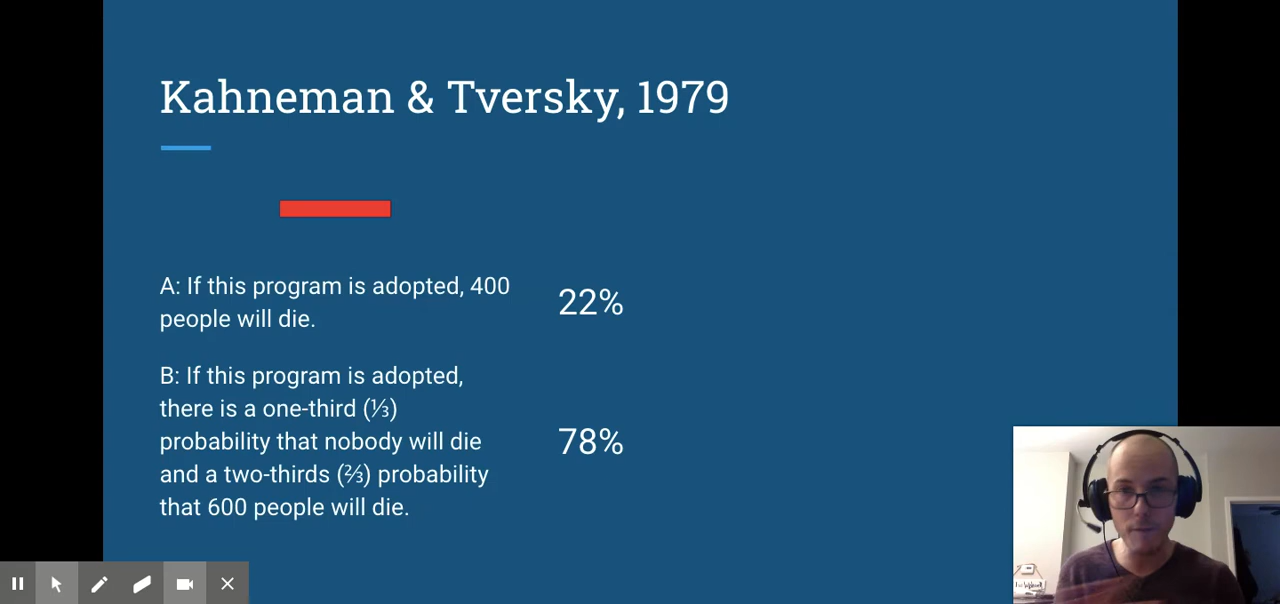 Kahneman & Tversky, 1979
A: If this program is adopted, 400
people will die.
22%
B: If this program is adopted,
there is a one-third (⅓)
probability that nobody will die
and a two-thirds (⅔) probability
that 600 people will die.
78%